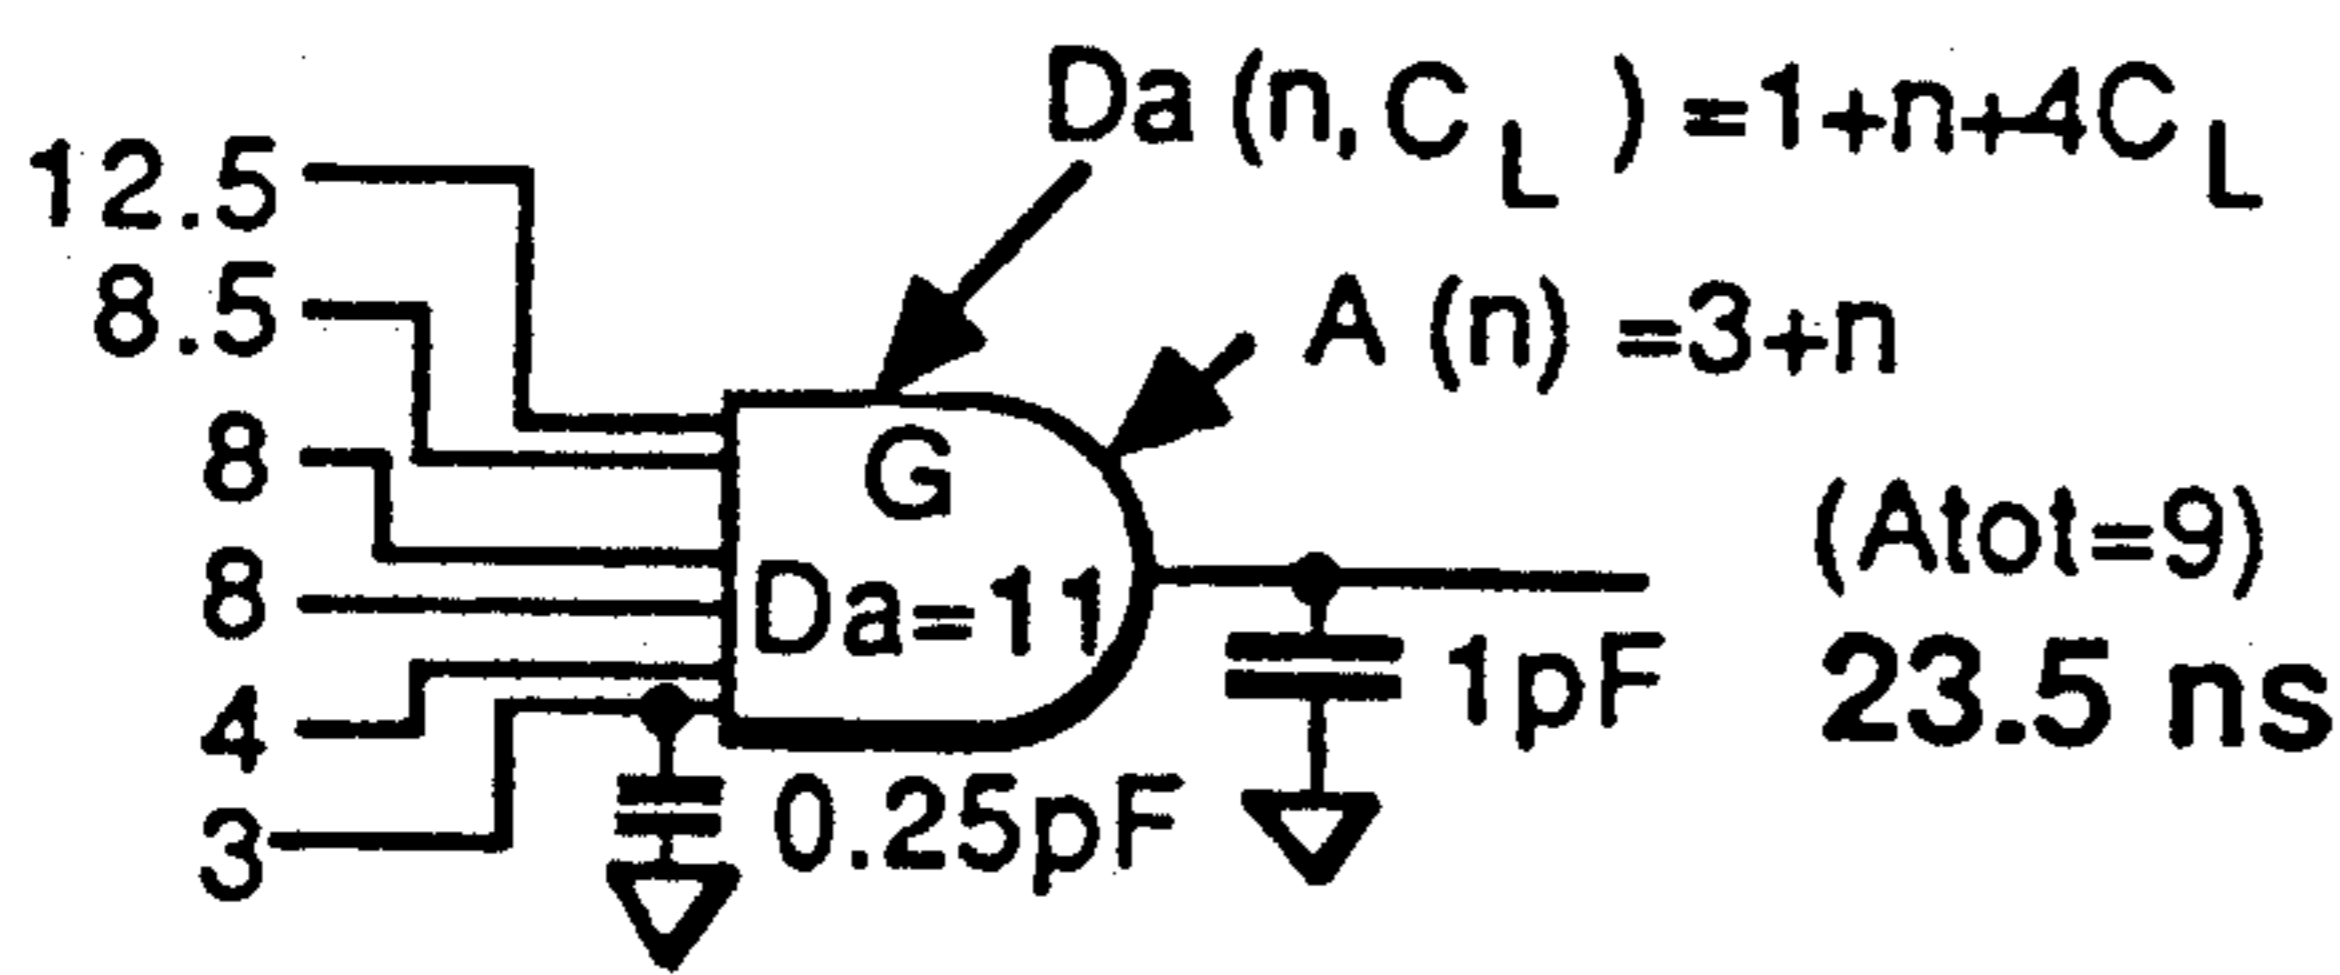 Da (n, C L ) =1+n+4C L
12.5
8.5
A (n) =3+n
8
G
(Atot=9)
8
Da=11
1pF
23.5 ns
4
0.25pF
3